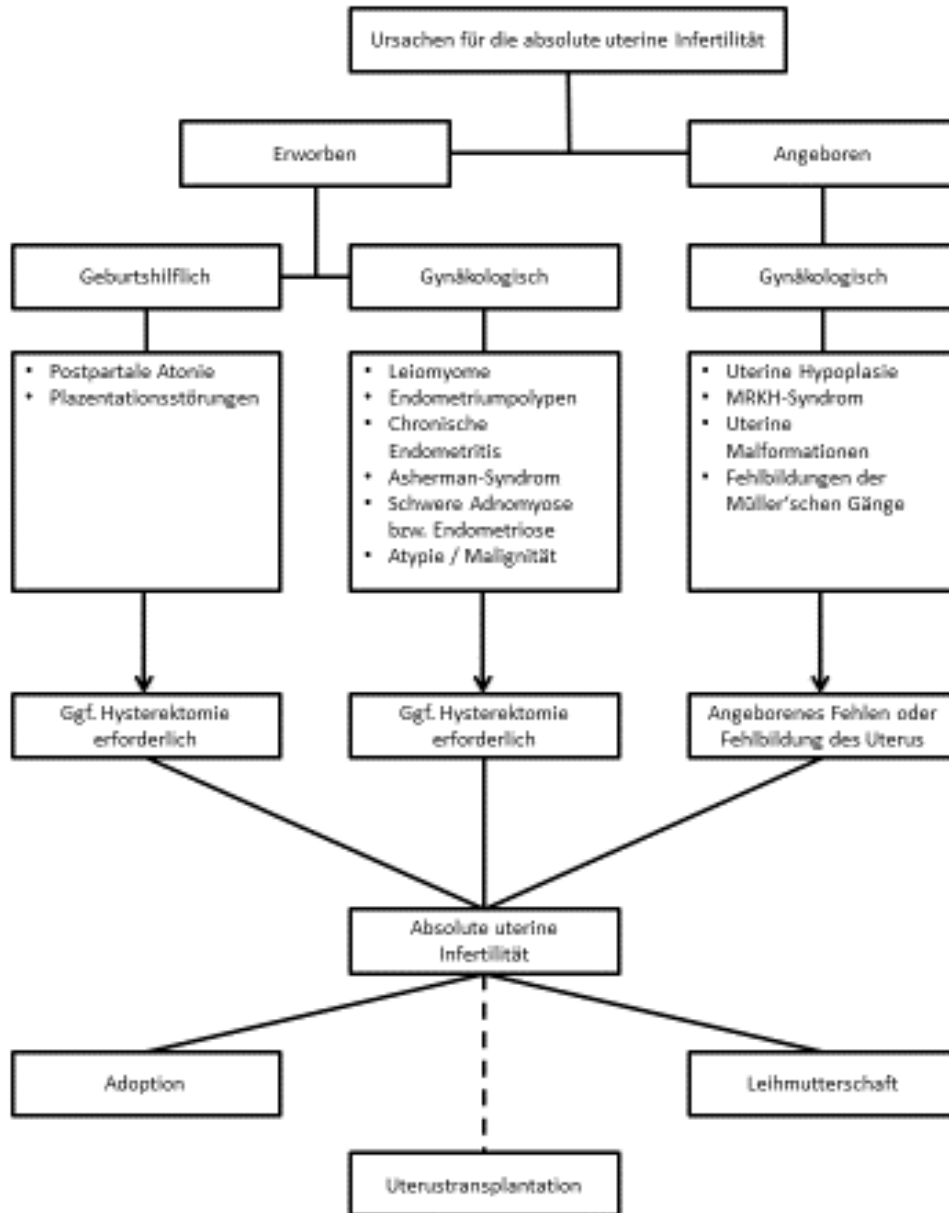 Ursachen für die absolute uterine Infertilität
Erworben
Angeboren
Geburtshilflich
Gynäkologisch
Gynäkologisch
• Postpartale Atonie
• Plazentationsstörungen
• Leiomyome
• Endometriumpolypen
• Chronische
Endometritis
• Asherman-Syndrom
• Schwere Adnomyose
bzw. Endometriose
• Atypie / Malignität
• Uterine Hypoplasie
• MRKH-Syndrom
• Uterine
Malformationen
• Fehlbildungen der
Müller'schen Gänge
Ggf. Hysterektomie
erforderlich
Ggf. Hysterektomie
erforderlich
Angeborenes Fehlen oder
Fehlbildung des Uterus
Absolute uterine
Infertilität
Adoption
Leihmutterschaft
Uterustransplantation